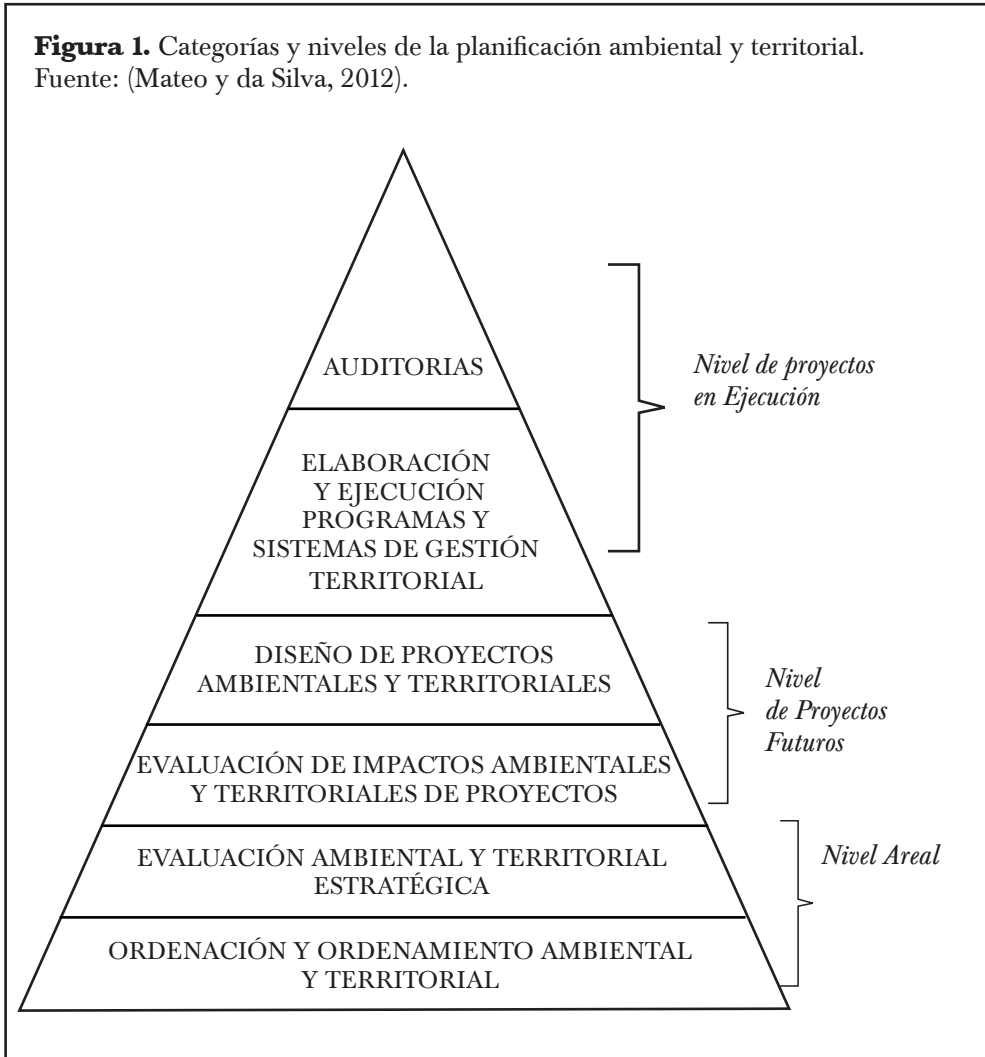 Figura 1. Categorías y niveles de la planificación ambiental y territorial.
Fuente: (Mateo y da Silva, 2012).
AUDITORIAS
Nivel de proyectos
en Ejecución
ELABORACIÓN
Y EJECUCIÓN
PROGRAMAS Y
SISTEMAS DE GESTIÓN
TERRITORIAL
DISEÑO DE PROYECTOS
AMBIENTALES Y TERRITORIALES
Nivel
de Proyectos
Futuros
EVALUACIÓN DE IMPACTOS AMBIENTALES
Y TERRITORIALES DE PROYECTOS
EVALUACIÓN AMBIENTAL Y TERRITORIAL
ESTRATÉGICA
Nivel Areal
ORDENACIÓN Y ORDENAMIENTO AMBIENTAL
Y TERRITORIAL